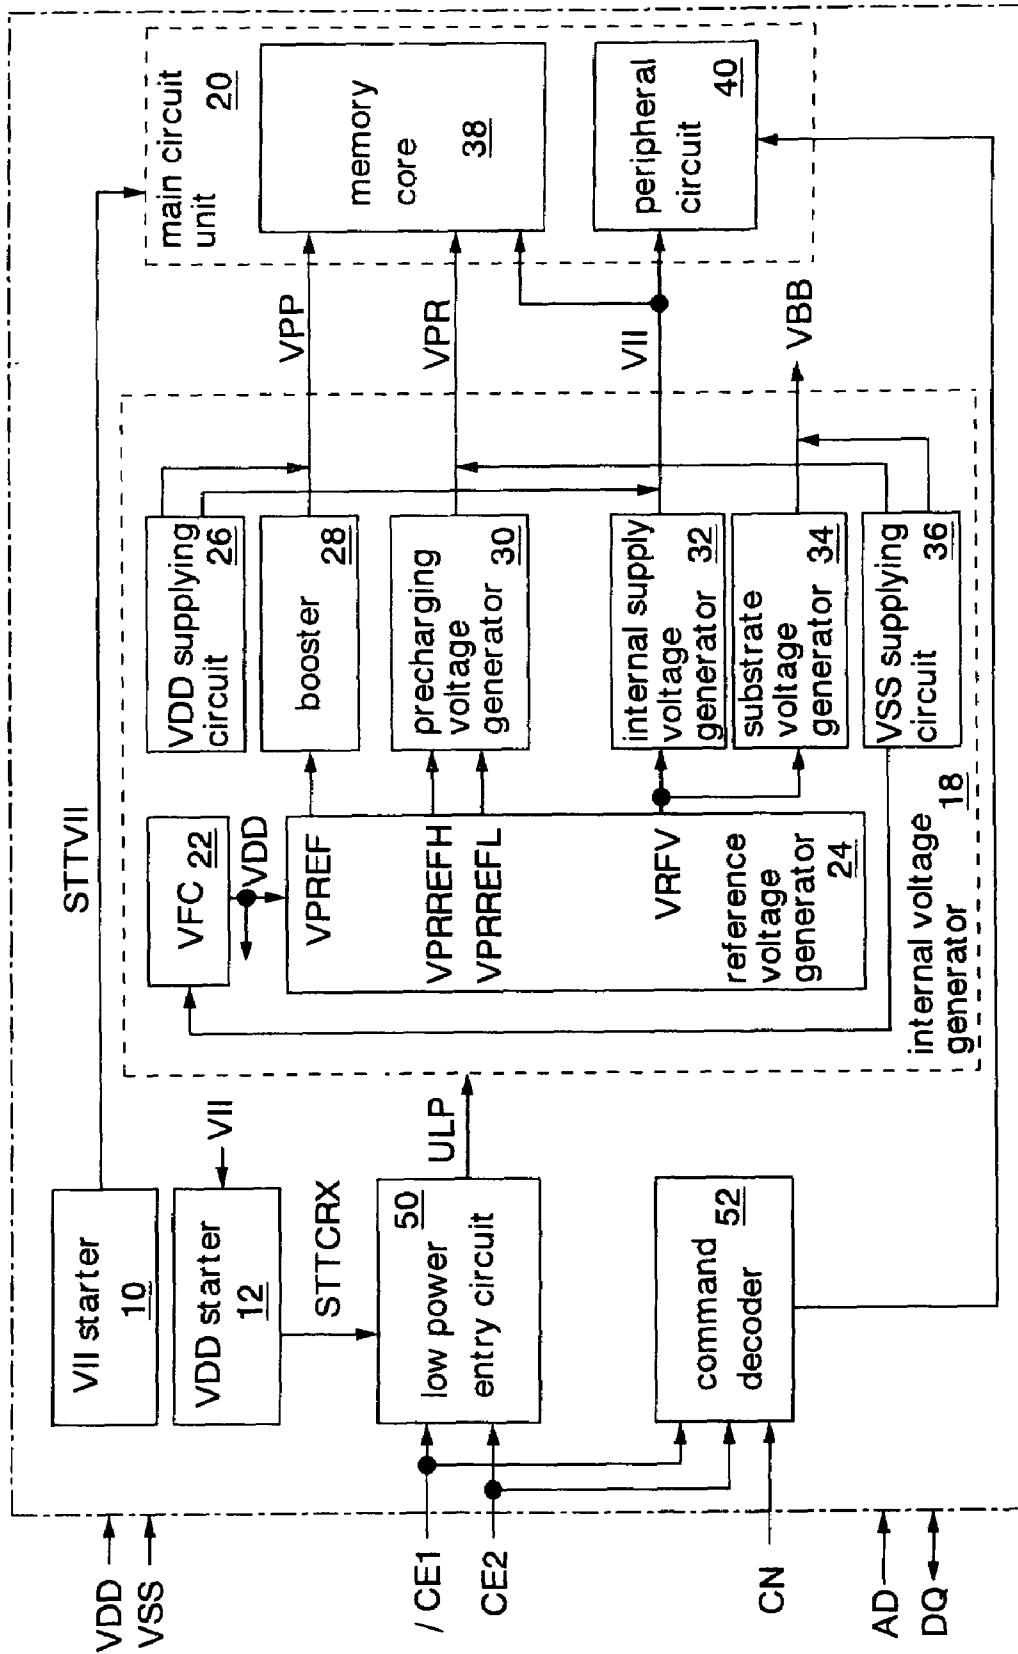 VDD
VSS
/ CE1
CE2
CN
AD
DQ
VII starter
10
VDD starter
12
VII
STTCRX
low power
entry circuit
50
command
decoder
52
ULP
STTVII
VFC 22
VDD
VPREF
VPRREFH
VPRREFL
VRFV
reference
voltage
generator
24
internal voltage
generator
18
VDD supplying
circuit
26
booster
28
precharging
voltage
generator
30
internal supply
voltage
generator
32
substrate
voltage
generator
34
VSS supplying
circuit
36
VPP
VPR
VII
VBB
main circuit
unit
20
memory
core
38
peripheral
circuit
40